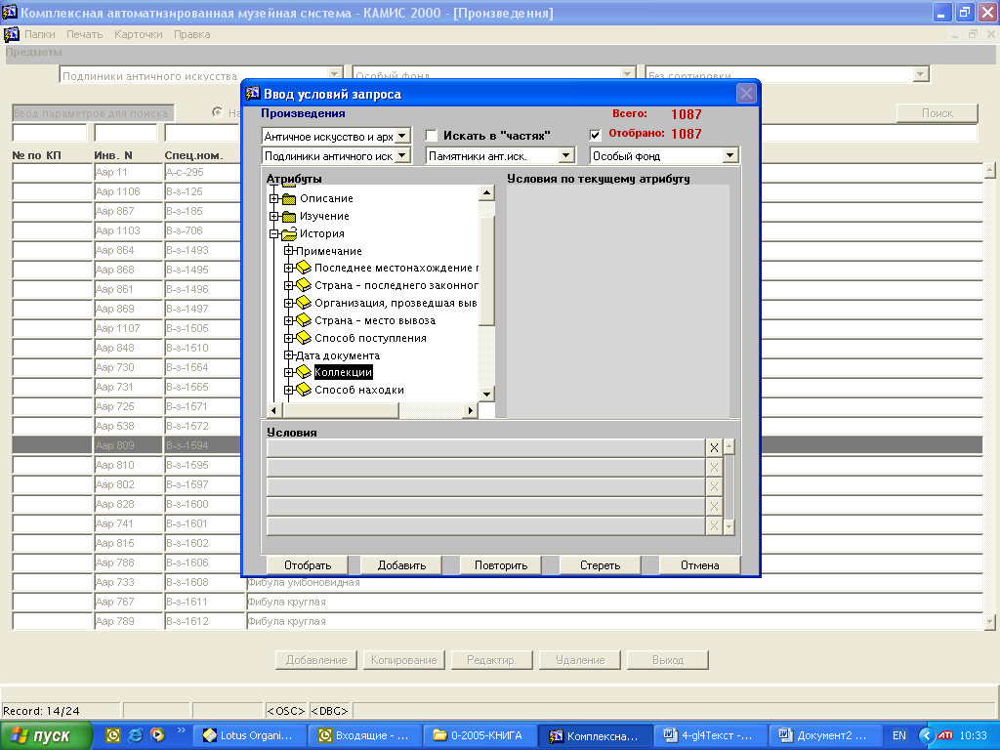 Комплексная автоматизированная музейная система - КАМИС 2000 - [Произведения]
Папки Печать Карточки Правка
Предметы
Подлиники античного искусства Особый фонд Без сортировки
Ввод параметров для поиска На Поиск
№ по КП Инв. N Спец.ном.
Аар 11 A-c-295
Аар 1106 B-s-125
Аар 867 B-s-185
Аар 1103 B-s-706
Аар 864 B-s-1493
Аар 868 B-s-1495
Аар 861 B-s-1496
Аар 869 B-s-1497
Аар 1107 B-s-1505
Аар 848 B-s-1510
Аар 730 B-s-1564
Аар 731 B-s-1565
Аар 725 B-s-1571
Аар 538 B-s-1572
Аар 809 B-s-1594
Аар 810 B-s-1595
Аар 802 B-s-1597
Аар 828 B-s-1600
Аар 741 B-s-1601
Аар 815 B-s-1602
Аар 788 B-s-1606
Аар 733 B-s-1608 Фибула умбоновидная
Аар 767 B-s-1611 Фибула круглая
Аар 789 B-s-1612 Фибула круглая
Ввод условий запроса
Произведения Всего: 1087
Античное искусство и арх Искать в "частях" Отобрано: 1087
Подлиники античного иск Памятники ант.иск. Особый фонд
Атрибуты Условия по текущему атрибуту
Описание
Изучение
История
Примечание
Последнее местонахождение г
Страна - последнего законног
Организация, прозведшая выв
Страна - место вывоза
Способ поступления
Дата документа
Коллекции
Способ находки
Условия
X
X
X
X
X
Отобрать Добавить Повторить Стереть Отмена
Добавление Копирование Редактир. Удаление Выход
Record: 14/24 <OSC> <DBG>
пуск Lotus Organi... Входящие - ... 0-2005-КНИГА Комплексна... 4-gl4Текст -... Документ2 ... EN ATI 10:33